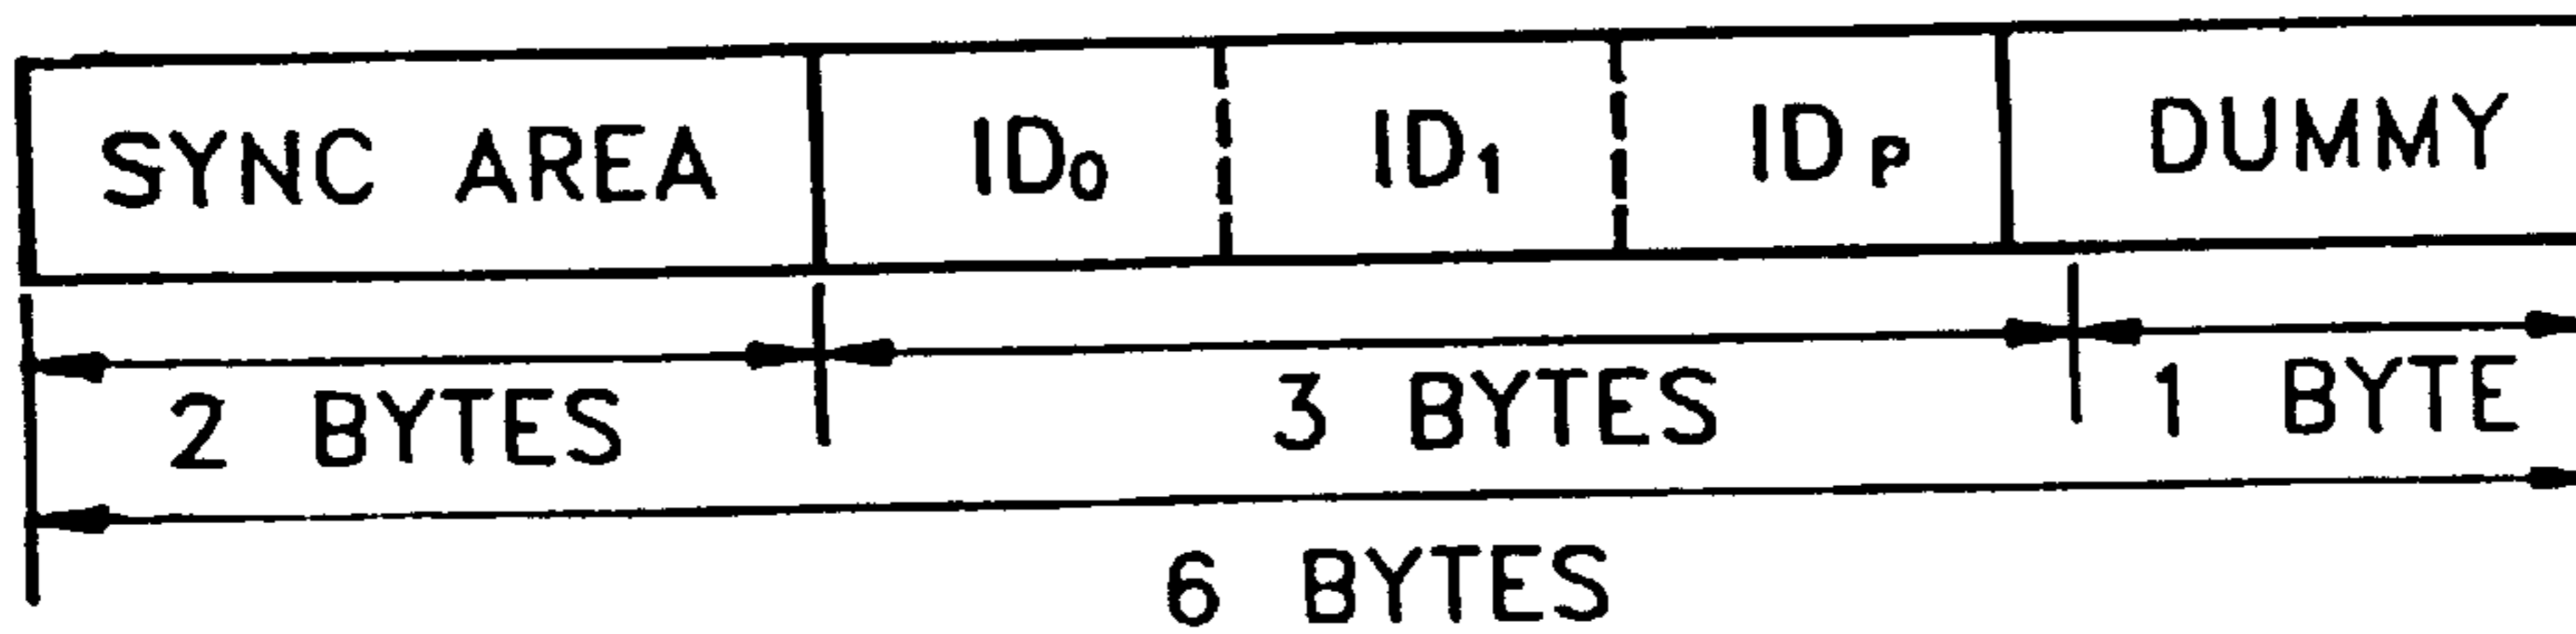 SYNC AREA ID₀ ID₁ IDₚ DUMMY
2 BYTES 3 BYTES 1 BYTE
6 BYTES